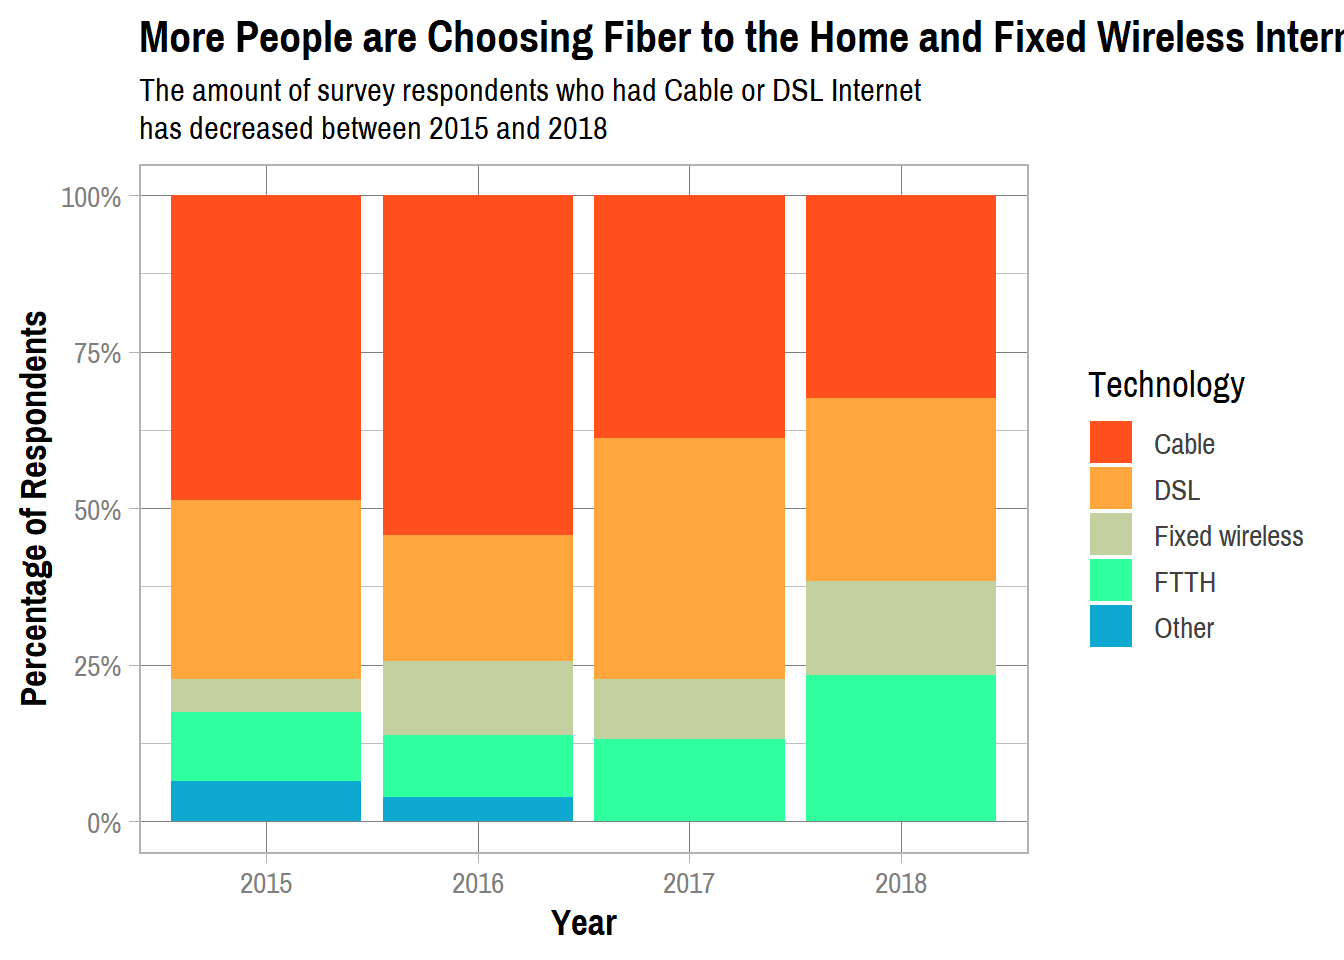 More People are Choosing Fiber to the Home and Fixed Wireless Intern
The amount of survey respondents who had Cable or DSL Internet
has decreased between 2015 and 2018
Percentage of Respondents
100%
75%
50%
25%
0%
2015 2016 2017 2018
Year
Technology
Cable
DSL
Fixed wireless
FTTH
Other